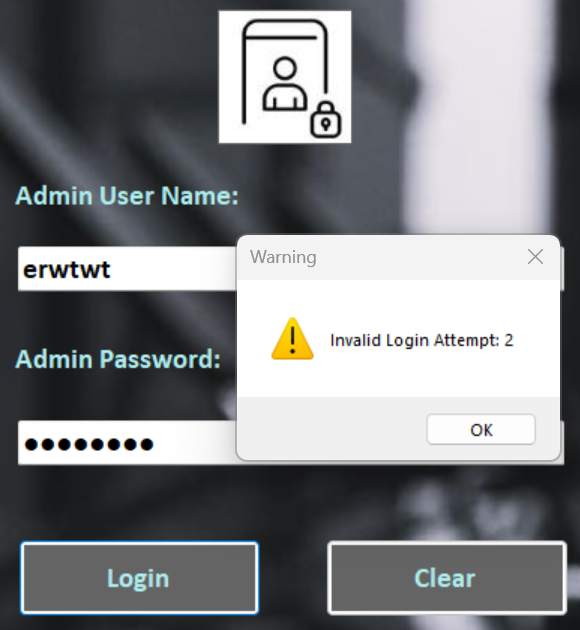 Admin User Name:
erwtwt
Warning
Invalid Login Attempt: 2
OK
Admin Password:
●●●●●●●●
Login
Clear